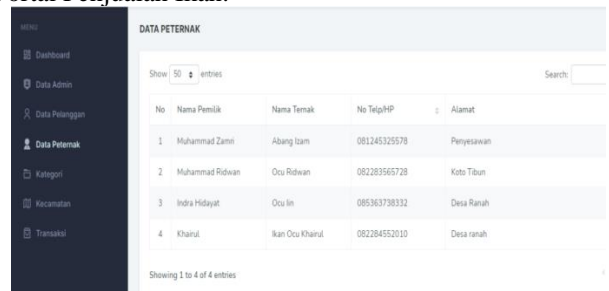 MENU
Dashboard
Data Admin
Data Pelanggan
Data Peternak
Kategori
Kecamatan
Transaksi
DATA PETERNAK
Show 50 entries
Search:
No Nama Pemilik Nama Ternak No Telp/HP Alamat
1 Muhammad Zamri Abang Izam 081245325578 Penyesawan
2 Muhammad Ridwan Ocu Ridwan 082283565728 Koto Tibun
3 Indra Hidayat Ocu Iin 085363738332 Desa Ranah
4 Khairul Ikan Ocu Khairul 082284552010 Desa ranah
Showing 1 to 4 of 4 entries